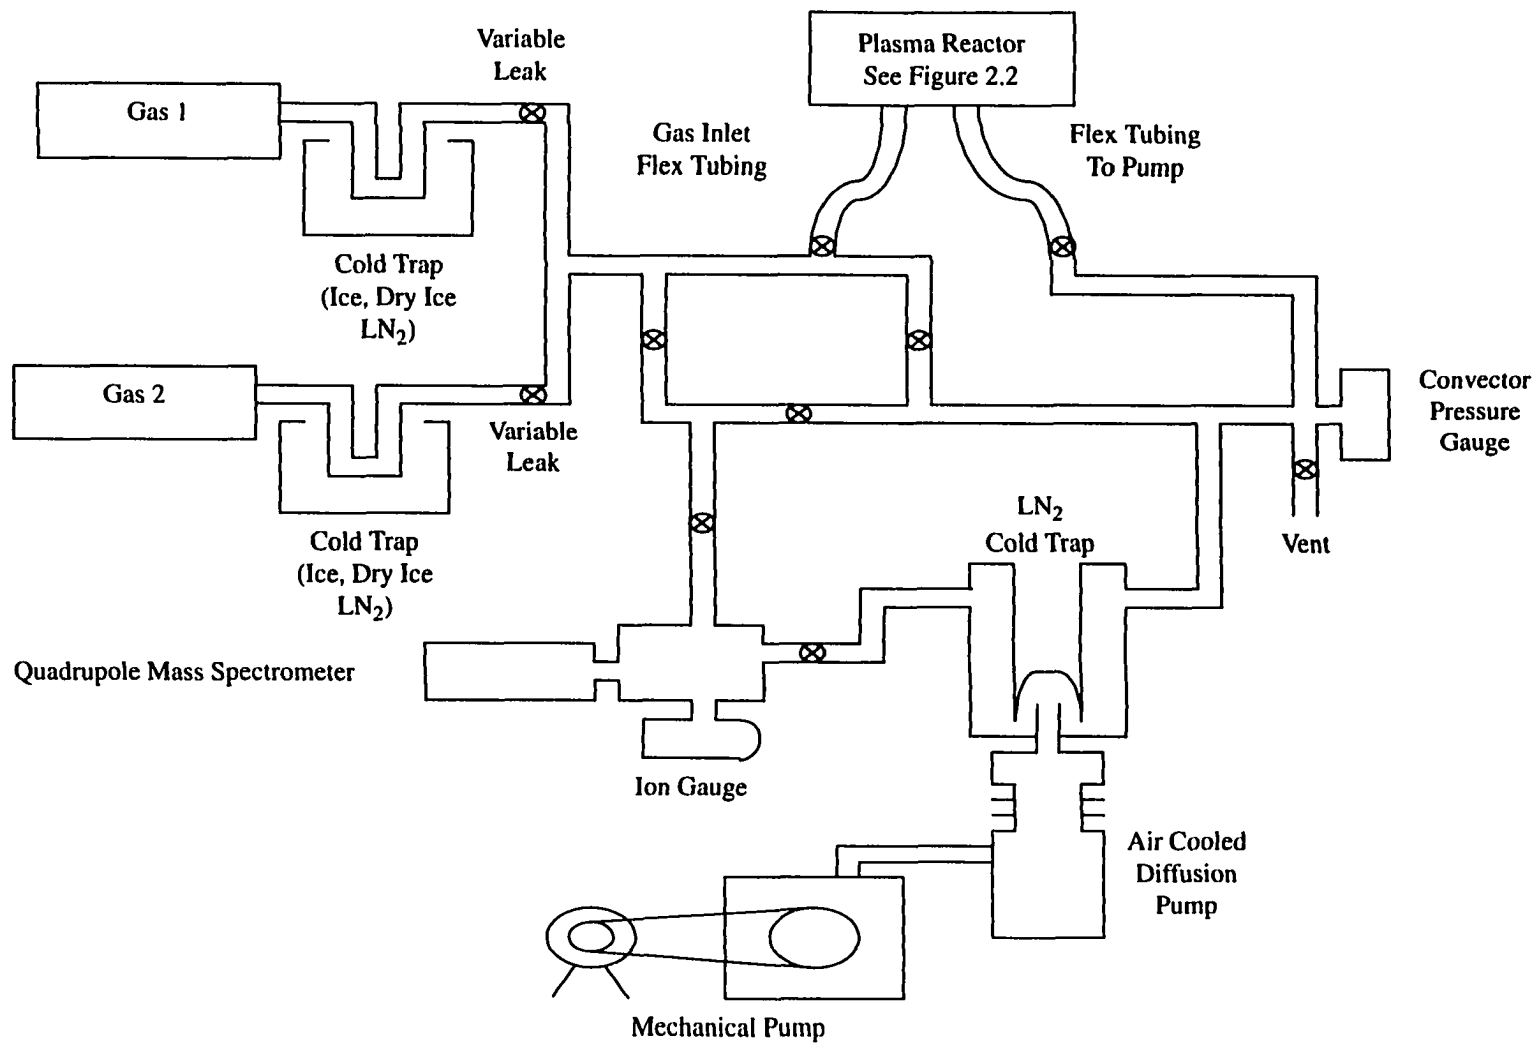 Variable
Leak
Plasma Reactor
See Figure 2.2
Gas 1
Gas Inlet
Flex Tubing
Flex Tubing
To Pump
Cold Trap
(Ice, Dry Ice
LN2)
Gas 2
Variable
Leak
Convector
Pressure
Gauge
Cold Trap
(Ice, Dry Ice
LN2)
LN2
Cold Trap
Vent
Quadrupole Mass Spectrometer
Ion Gauge
Air Cooled
Diffusion
Pump
Mechanical Pump